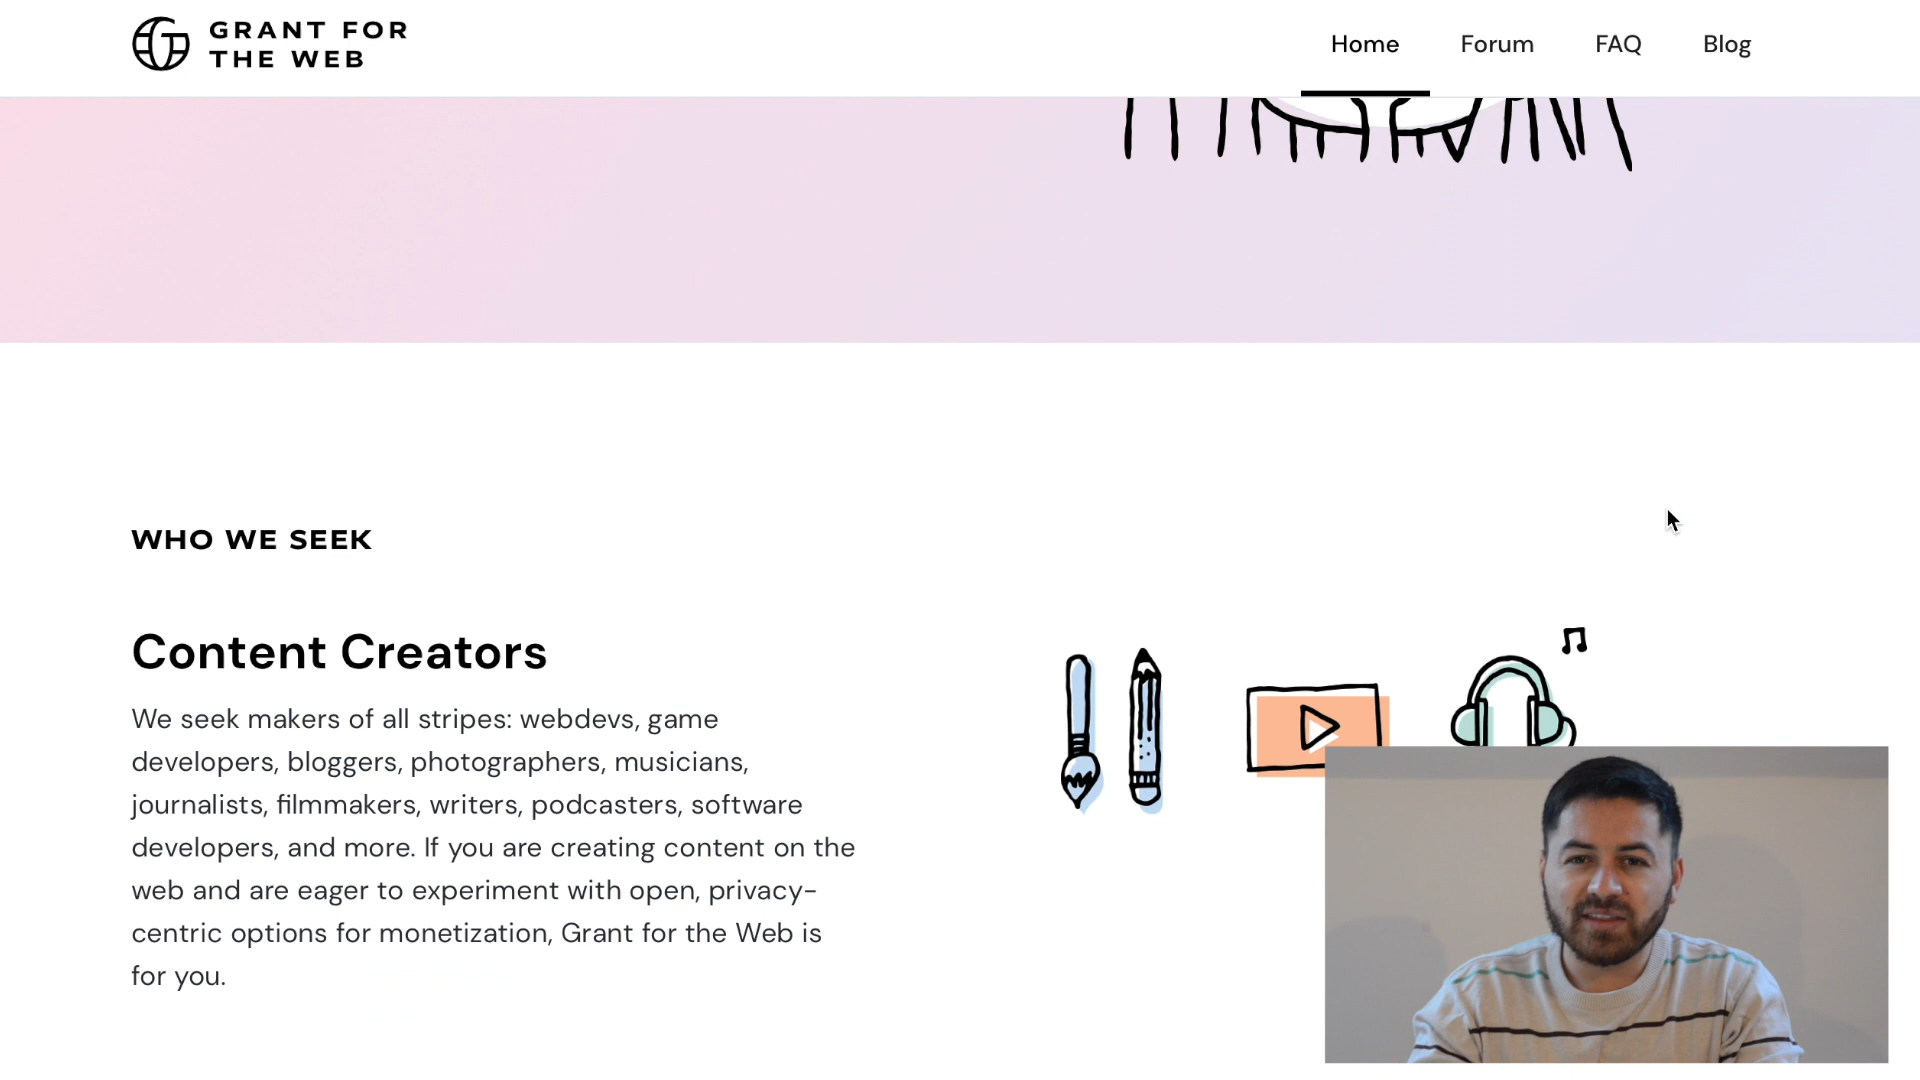 GRANT FOR
THE WEB
Home
Forum
FAQ
Blog
WHO WE SEEK
Content Creators
We seek makers of all stripes: webdevs, game
developers, bloggers, photographers, musicians,
journalists, filmmakers, writers, podcasters, software
developers, and more. If you are creating content on the
web and are eager to experiment with open, privacy-
centric options for monetization, Grant for the Web is
for you.